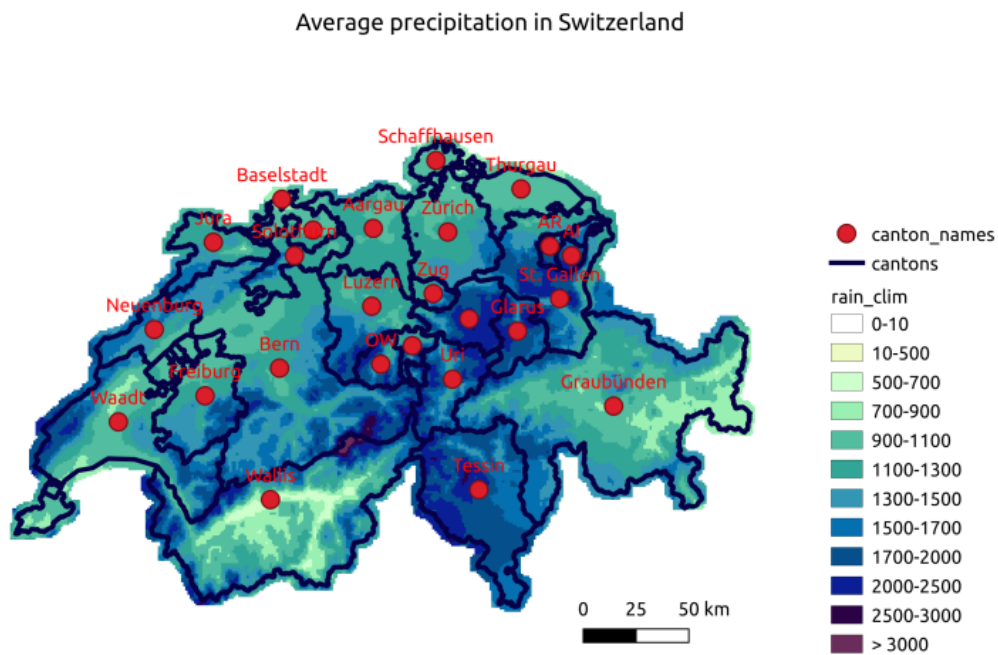 Average precipitation in Switzerland
Schaffhausen
Thurgau
Baselstadt
Aargau
Zürich
Jura
Solothurn
AR
AI
Zug
St. Gallen
Luzern
Neuenburg
Glarus
Bern
OW
Uri
Freiburg
Graubünden
Waadt
Wallis
Tessin
canton_names
cantons
rain_clim
0-10
10-500
500-700
700-900
900-1100
1100-1300
1300-1500
1500-1700
1700-2000
2000-2500
2500-3000
> 3000
0 25 50 km